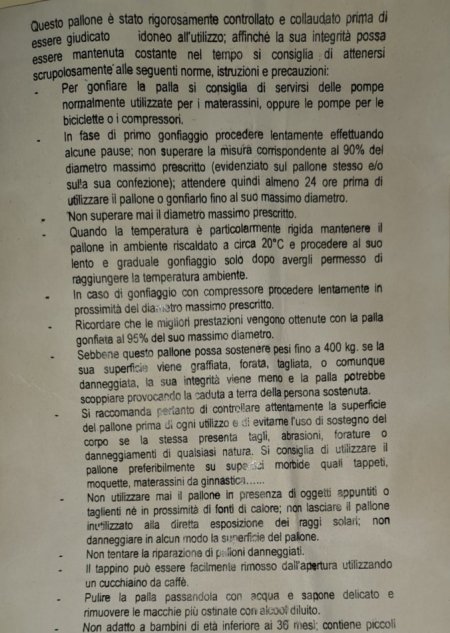 Questo pallone è stato rigorosamente controllato e collaudato prima di
essere giudicato idoneo all'utilizzo; affinché la sua integrità possa
essere mantenuta costante nel tempo si consiglia di attenersi
scrupolosamente alle seguenti norme, istruzioni e precauzioni:
- Per gonfiare la palla si consiglia di servirsi delle pompe
normalmente utilizzate per i materassini, oppure le pompe per le
biciclette o i compressori.
- In fase di primo gonfiaggio procedere lentamente effettuando
alcune pause; non superare la misura corrispondente al 90% del
diametro massimo prescritto (evidenziato sul pallone stesso e/o
sulla sua confezione); attendere quindi almeno 24 ore prima di
utilizzare il pallone o gonfiarlo fino al suo massimo diametro.
- Non superare mai il diametro massimo prescritto.
- Quando la temperatura è particolarmente rigida mantenere il
pallone in ambiente riscaldato a circa 20°C e procedere al suo
lento e graduale gonfiaggio solo dopo avergli permesso di
raggiungere la temperatura ambiente.
- In caso di gonfiaggio con compressore procedere lentamente in
prossimità del diametro massimo prescritto.
- Ricordare che le migliori prestazioni vengono ottenute con la palla
gonfiata al 95% del suo massimo diametro.
- Sebbene questo pallone possa sostenere pesi fino a 400 kg. se la
sua superficie viene graffiata, forata, tagliata, o comunque
danneggiata, la sua integrità viene meno e la palla potrebbe
scoppiare provocando la caduta a terra della persona sostenuta.
- Si raccomanda pertanto di controllare attentamente la superficie
del pallone prima di ogni utilizzo e di evitarne l'uso di sostegno del
corpo se la stessa presenta tagli, abrasioni, forature o
danneggiamenti di qualsiasi natura. Si consiglia di utilizzare il
pallone preferibilmente su superfici morbide quali tappeti,
moquette, materassini da ginnastica......
- Non utilizzare mai il pallone in presenza di oggetti appuntiti o
taglienti né in prossimità di fonti di calore; non lasciare il pallone
inutilizzato alla diretta esposizione dei raggi solari; non
danneggiare in alcun modo la superficie del pallone.
- Non tentare la riparazione di palloni danneggiati.
- Il tappino può essere facilmente rimosso dall'apertura utilizzando
un cucchiaino da caffè.
- Pulire la palla passandola con acqua e sapone delicato e
rimuovere le macchie più ostinate con alcool diluito.
- Non adatto a bambini di età inferiore ai 36 mesi; contiene piccoli